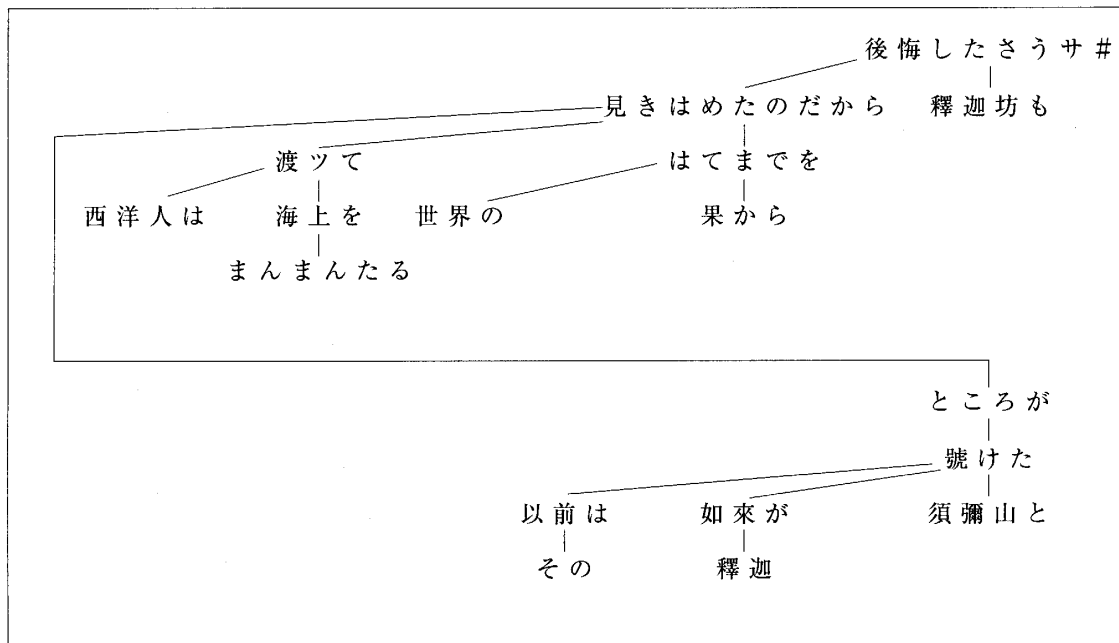 後悔したさうサ#
見きはめたのだから 釋迦坊も
渡ツて はてまでを
西洋人は 海上を 世界の 果から
まんまんたる
ところが
號けた
以前は 如來が 須彌山と
その 釋迦